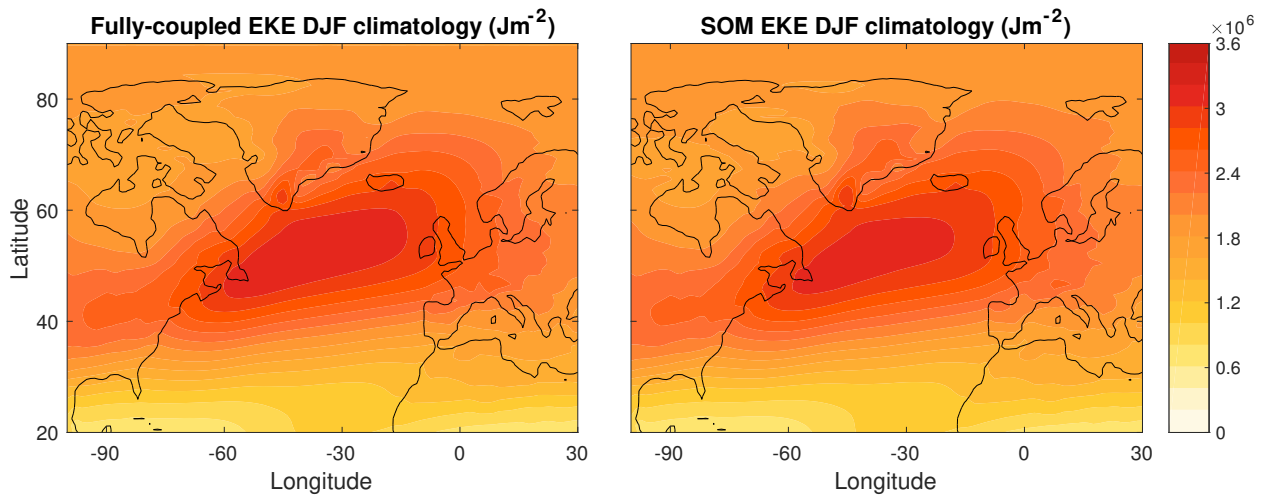 Fully-coupled EKE DJF climatology (Jm-2)
SOM EKE DJF climatology (Jm-2)
×10^6
3.6
3
2.4
1.8
1.2
0.6
0
Latitude
80
60
40
20
-90 -60 -30 0 30
Longitude
-90 -60 -30 0 30
Longitude